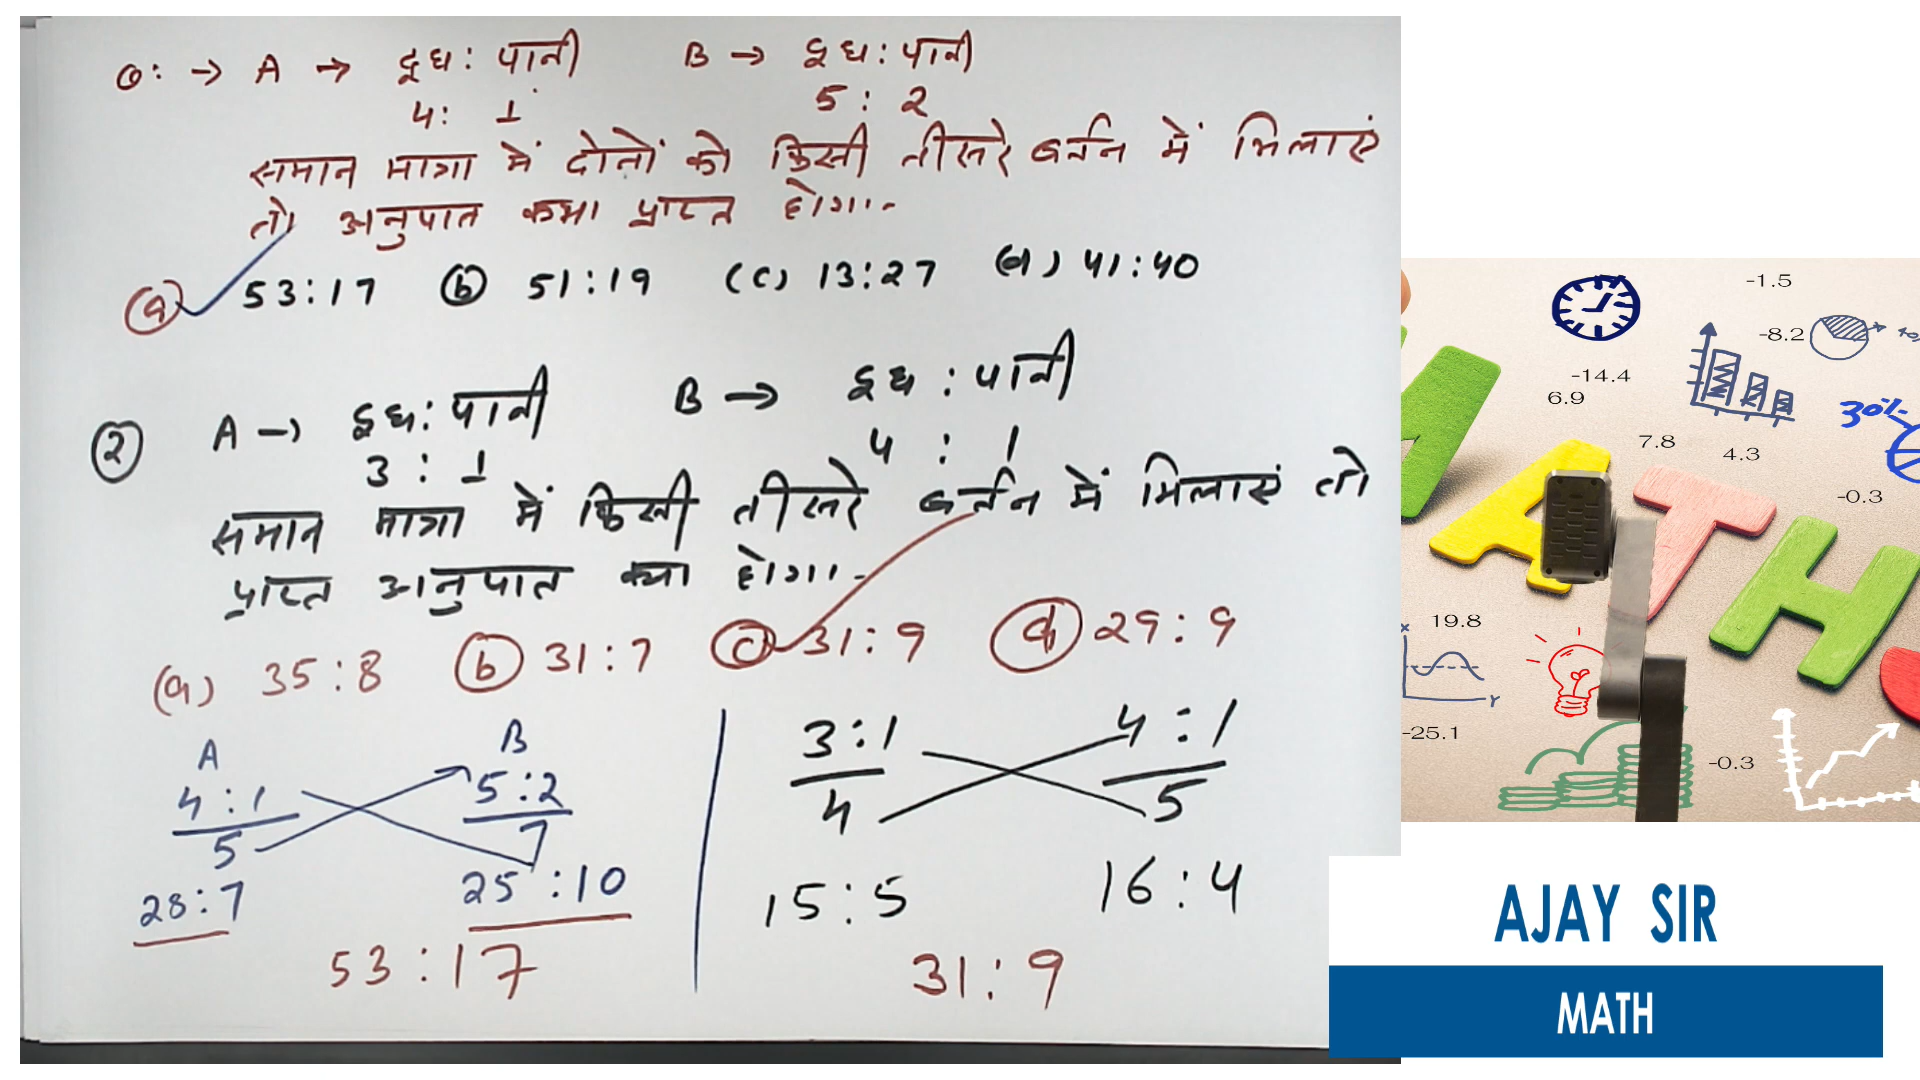 Q: → A → दूध : पानी B → दूध : पानी
4 : 1 5 : 2
समान मात्रा में दोनों को किसी तीसरे बर्तन में मिलाएं
तो अनुपात क्या प्राप्त होगा -
(a) 53:17 (b) 51:19 (c) 13:27 (d) 41:40
(2) A → दूध : पानी B → दूध : पानी
3 : 1 4 : 1
समान मात्रा में किसी तीसरे बर्तन में मिलाएं तो
प्राप्त अनुपात क्या होगा -
(a) 35:8 (b) 31:7 (c) 31:9 (d) 29:9
A B
4:1 5:2
5 7
28:7 25:10
53:17
3:1 4:1
4 5
15:5 16:4
31:9
-1.5
-8.2
-14.4
6.9
30%
7.8
4.3
-0.3
M A T H
19.8
X
Y
-25.1
-0.3
AJAY SIR
MATH